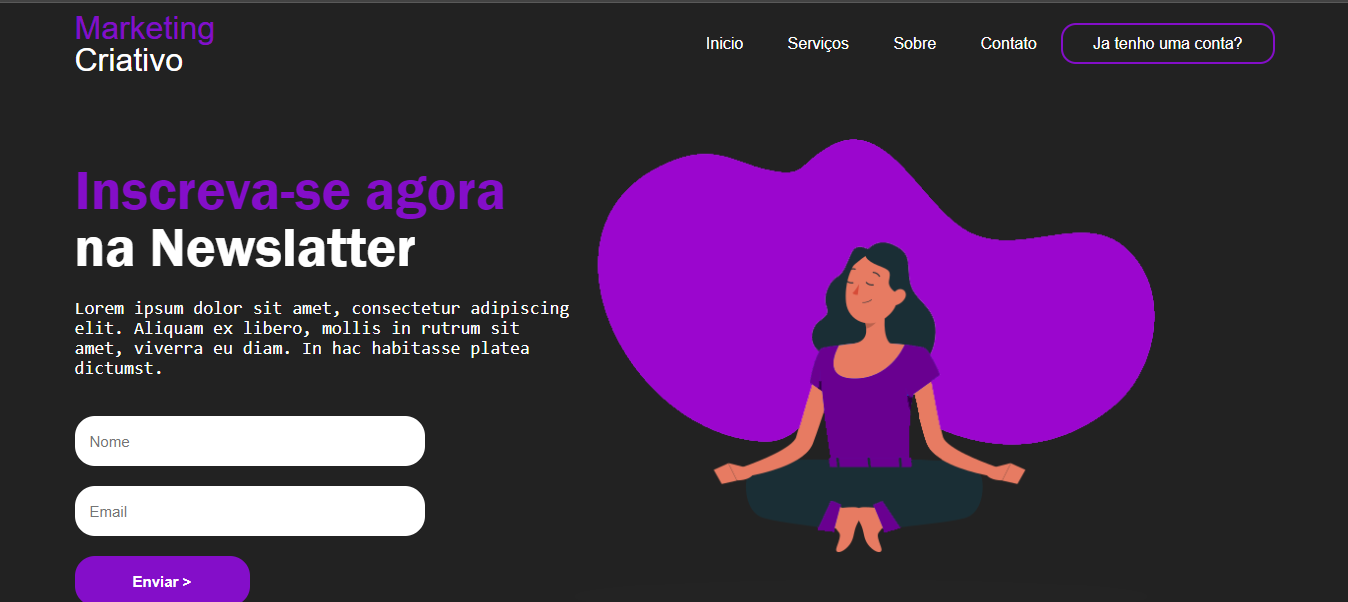 Marketing
Criativo
Inicio Serviços Sobre Contato Ja tenho uma conta?
Inscreva-se agora
na Newslatter
Lorem ipsum dolor sit amet, consectetur adipiscing
elit. Aliquam ex libero, mollis in rutrum sit
amet, viverra eu diam. In hac habitasse platea
dictumst.
Nome
Email
Enviar >